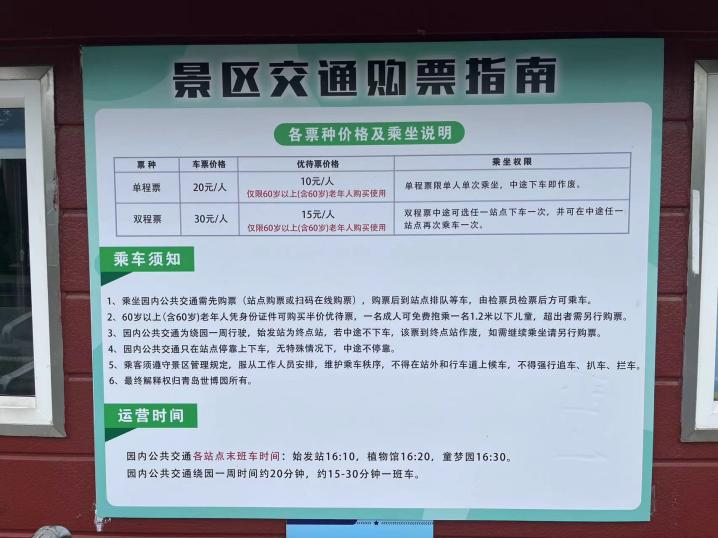 景区交通购票指南
各票种价格及乘坐说明
票种 车票价格 优待票价格 乘坐权限
单程票 20元/人 10元/人 仅限60岁以上(含60岁)老年人购买使用 单程票限单人单次乘坐，中途下车即作废。
双程票 30元/人 15元/人 仅限60岁以上(含60岁)老年人购买使用 双程票中途可选任一站点下车一次，并可在中途任一
站点再次乘车一次。
乘车须知
1、乘坐园内公共交通需先购票（站点购票或扫码在线购票），购票后到站点排队等车，由检票员检票后方可乘车。
2、60岁以上(含60岁)老年人凭身份证件可购买半价优待票，一名成人可免费抱乘一名1.2米以下儿童，超出者需另行购票。
3、园内公共交通为绕园一周行驶，始发站为终点站，若中途不下车，该票到终点站作废，如需继续乘坐请另行购票。
4、园内公共交通只在站点停靠上下车，无特殊情况下，中途不停靠。
5、乘客须遵守景区管理规定，服从工作人员安排，维护乘车秩序，不得在站外和行车道上候车，不得强行追车、扒车、拦车。
6、最终解释权归青岛世博园所有。
运营时间
园内公共交通各站点末班车时间：始发站16:10，植物馆16:20，童梦园16:30。
园内公共交通绕园一周时间约20分钟，约15-30分钟一班车。